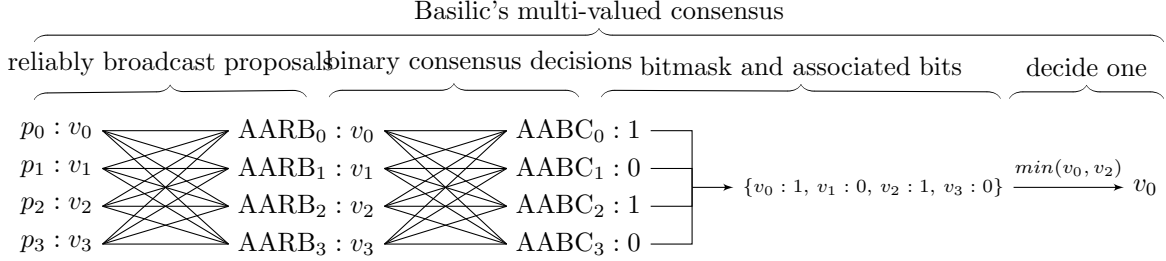 Basilic's multi-valued consensus
reliably broadcast proposals binary consensus decisions bitmask and associated bits decide one
p₀ : v₀ AARB₀ : v₀ AABC₀ : 1
p₁ : v₁ AARB₁ : v₁ AABC₁ : 0
{v₀ : 1, v₁ : 0, v₂ : 1, v₃ : 0} min(v₀, v₂) v₀
p₂ : v₂ AARB₂ : v₂ AABC₂ : 1
p₃ : v₃ AARB₃ : v₃ AABC₃ : 0